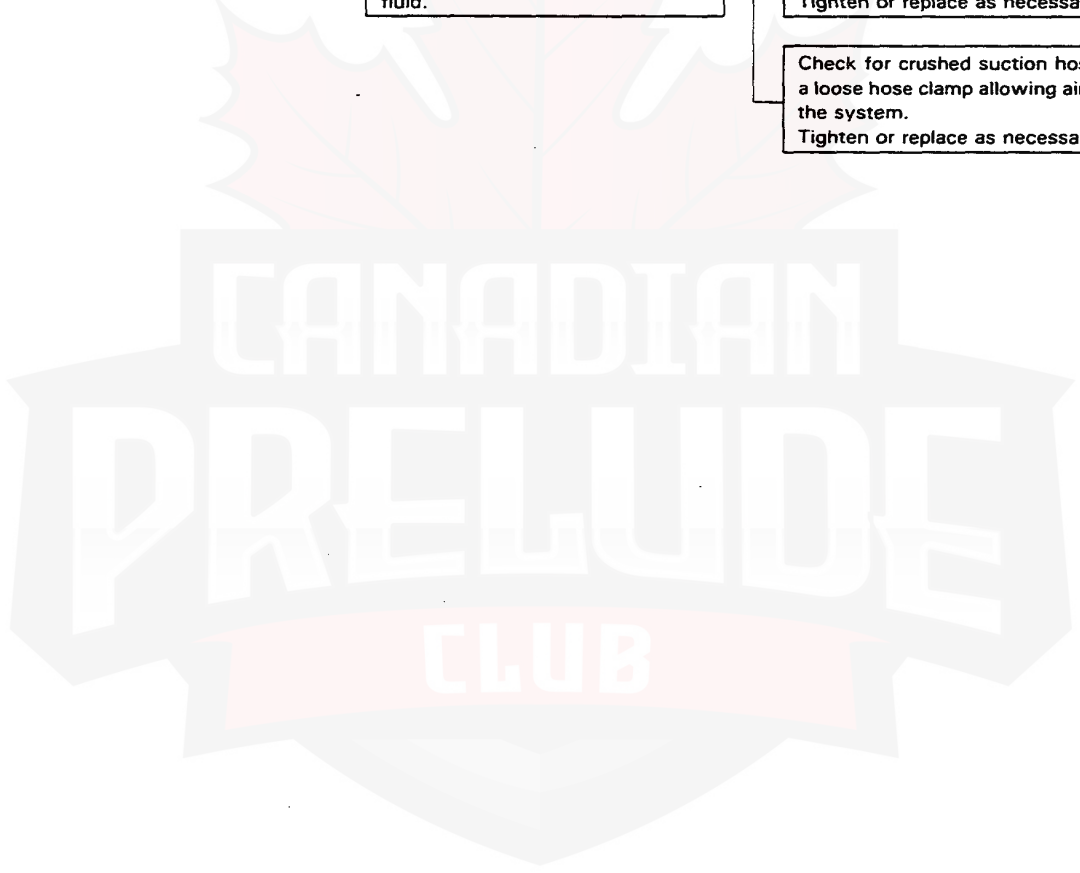 fluid.
Tighten or replace as necessa
Check for crushed suction hos
a loose hose clamp allowing air
the system.
Tighten or replace as necessa
CANADIAN
PRELUDE
CLUB